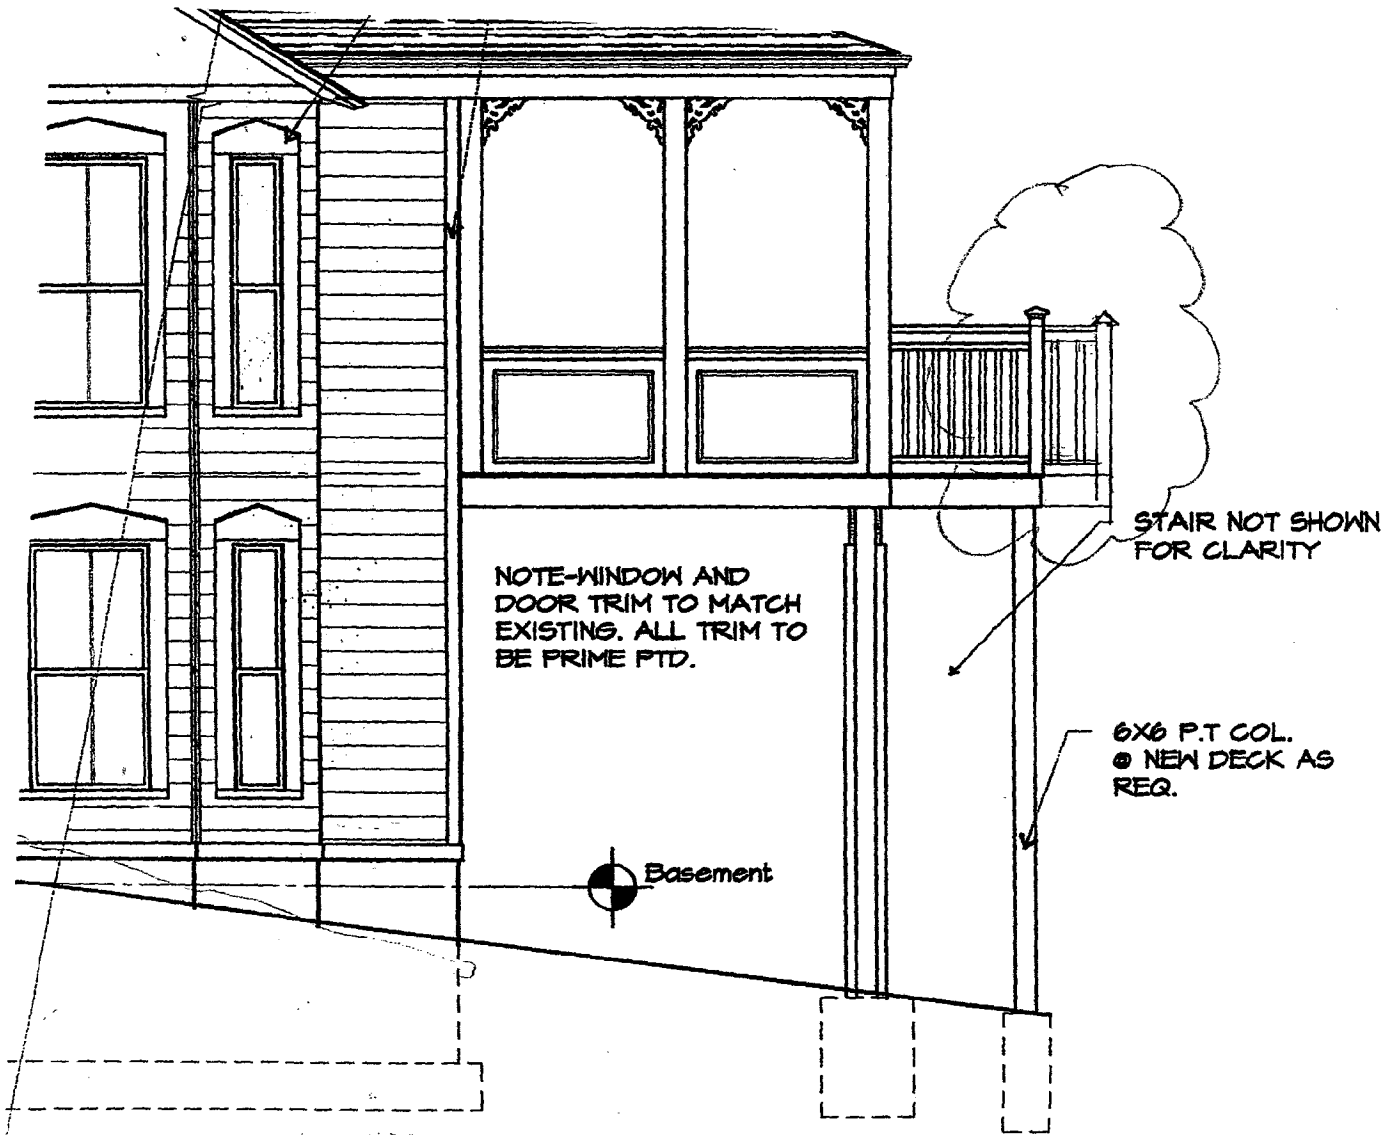 STAIR NOT SHOWN
FOR CLARITY
NOTE-WINDOW AND
DOOR TRIM TO MATCH
EXISTING. ALL TRIM TO
BE PRIME PTD.
6X6 P.T COL.
@ NEW DECK AS
REQ.
Basement